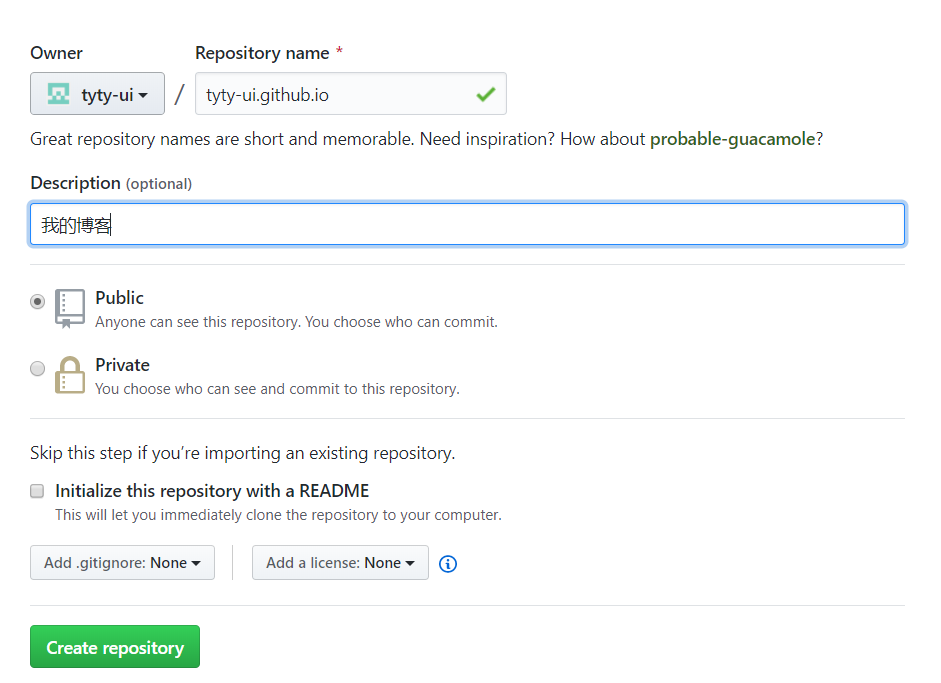 Owner Repository name *
tyty-ui / tyty-ui.github.io
Great repository names are short and memorable. Need inspiration? How about probable-guacamole?
Description (optional)
我的博客
Public
Anyone can see this repository. You choose who can commit.
Private
You choose who can see and commit to this repository.
Skip this step if you’re importing an existing repository.
Initialize this repository with a README
This will let you immediately clone the repository to your computer.
Add .gitignore: None Add a license: None
Create repository